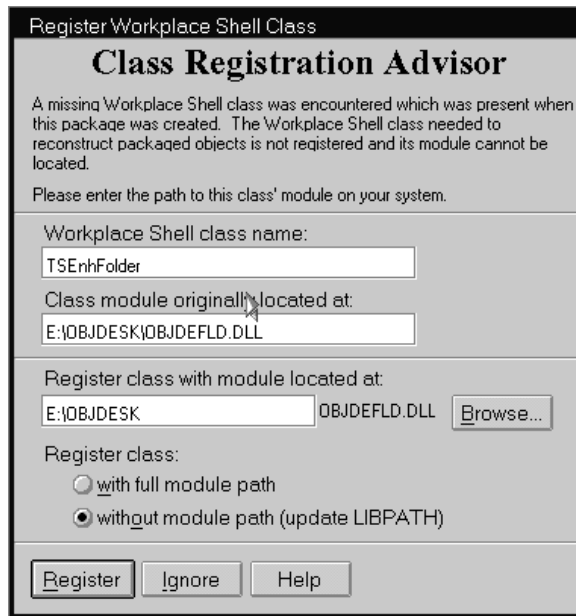 Register Workplace Shell Class
Class Registration Advisor
A missing Workplace Shell class was encountered which was present when
this package was created. The Workplace Shell class needed to
reconstruct packaged objects is not registered and its module cannot be
located.
Please enter the path to this class' module on your system.
Workplace Shell class name:
TSEnhFolder
Class module originally located at:
E:\OBJDESK\OBJDEFLD.DLL
Register class with module located at:
E:\OBJDESK OBJDEFLD.DLL Browse...
Register class:
with full module path
without module path (update LIBPATH)
Register Ignore Help